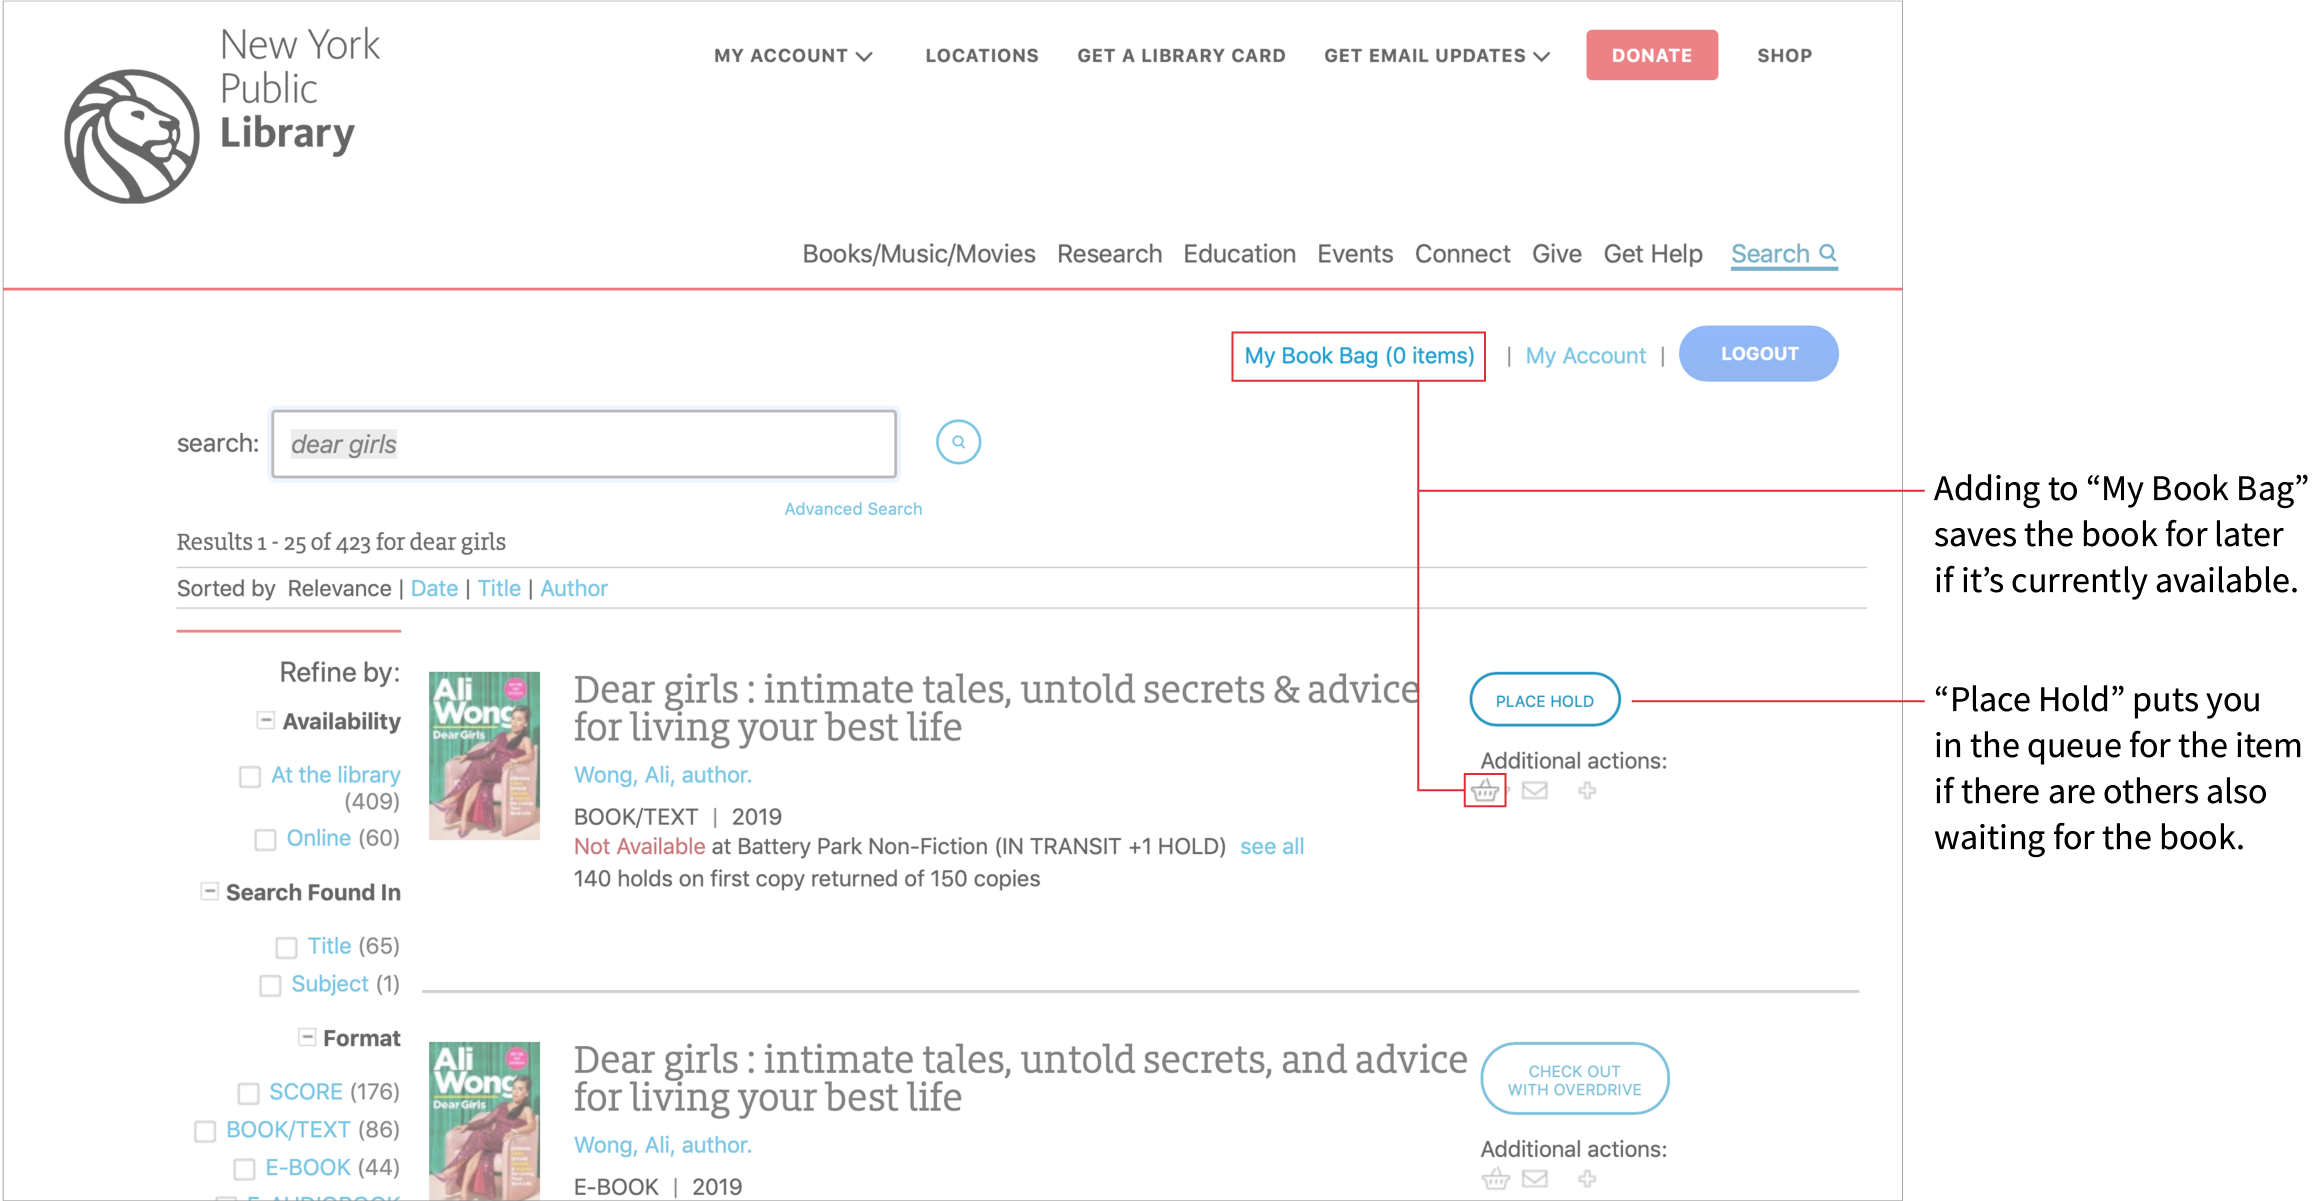 New York
Public
Library
MY ACCOUNT
LOCATIONS
GET A LIBRARY CARD
GET EMAIL UPDATES
DONATE
SHOP
Books/Music/Movies
Research
Education
Events
Connect
Give
Get Help
Search
My Book Bag (0 items)
| My Account |
LOGOUT
search:
dear girls
Advanced Search
Results 1 - 25 of 423 for dear girls
Sorted by Relevance | Date | Title | Author
Refine by:
Availability
At the library
(409)
Online (60)
Search Found In
Title (65)
Subject (1)
Format
SCORE (176)
BOOK/TEXT (86)
E-BOOK (44)
E-AUDIOBOOK
Ali
Wong
Dear Girls
Dear girls : intimate tales, untold secrets & advice
for living your best life
Wong, Ali, author.
BOOK/TEXT | 2019
Not Available at Battery Park Non-Fiction (IN TRANSIT +1 HOLD) see all
140 holds on first copy returned of 150 copies
PLACE HOLD
Additional actions:
Ali
Wong
Dear Girls
Dear girls : intimate tales, untold secrets, and advice
for living your best life
Wong, Ali, author.
E-BOOK | 2019
CHECK OUT
WITH OVERDRIVE
Additional actions:
Adding to “My Book Bag”
saves the book for later
if it’s currently available.
“Place Hold” puts you
in the queue for the item
if there are others also
waiting for the book.